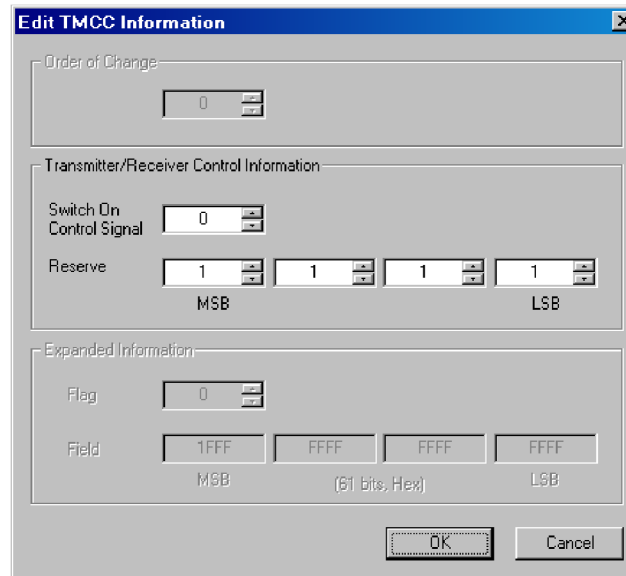 Edit TMCC Information
Order of Change
0
Transmitter/Receiver Control Information
Switch On
Control Signal
0
Reserve
1 1 1 1
MSB LSB
Expanded Information
Flag
0
Field
1FFF FFFF FFFF FFFF
MSB (61 bits, Hex) LSB
OK Cancel